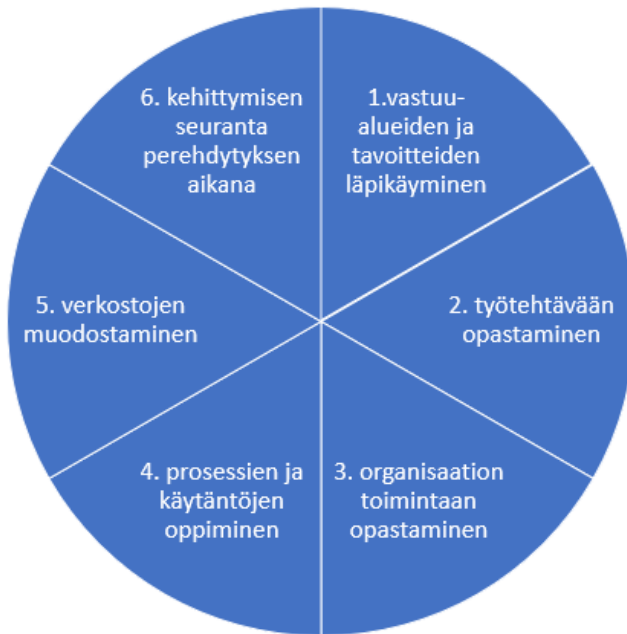 1.vastuu-
alueiden ja
tavoitteiden
läpikäyminen
2. työtehtävään
opastaminen
3. organisaation
toimintaan
opastaminen
4. prosessien ja
käytäntöjen
oppiminen
5. verkostojen
muodostaminen
6. kehittymisen
seuranta
perehdytyksen
aikana